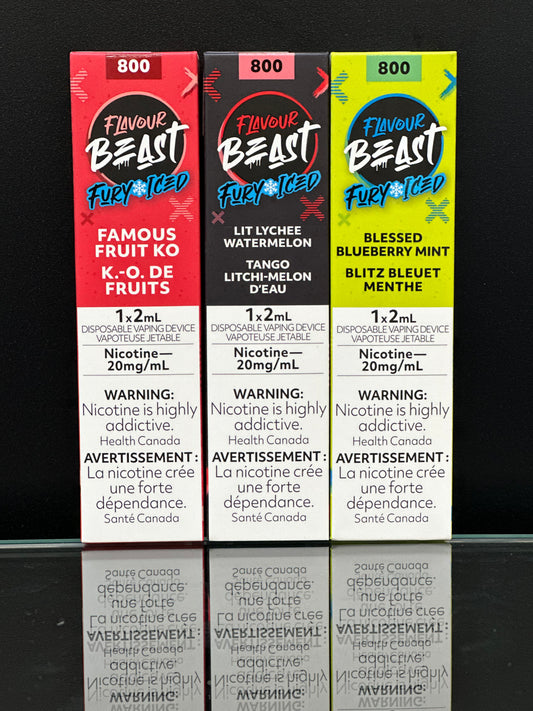 800
FLAVOUR
BEAST
FURY ICED
FAMOUS
FRUIT KO
K.-O. DE
FRUITS
1x2mL
DISPOSABLE VAPING DEVICE
VAPOTEUSE JETABLE
Nicotine—
20mg/mL
WARNING:
Nicotine is highly
addictive.
Health Canada
AVERTISSEMENT :
La nicotine crée
une forte
dépendance.
Santé Canada
800
FLAVOUR
BEAST
FURY ICED
LIT LYCHEE
WATERMELON
TANGO
LITCHI-MELON
D'EAU
1x2mL
DISPOSABLE VAPING DEVICE
VAPOTEUSE JETABLE
Nicotine—
20mg/mL
WARNING:
Nicotine is highly
addictive.
Health Canada
AVERTISSEMENT :
La nicotine crée
une forte
dépendance.
Santé Canada
800
FLAVOUR
BEAST
FURY ICED
BLESSED
BLUEBERRY MINT
BLITZ BLEUET
MENTHE
1x2mL
DISPOSABLE VAPING DEVICE
VAPOTEUSE JETABLE
Nicotine—
20mg/mL
WARNING:
Nicotine is highly
addictive.
Health Canada
AVERTISSEMENT :
La nicotine crée
une forte
dépendance.
Santé Canada